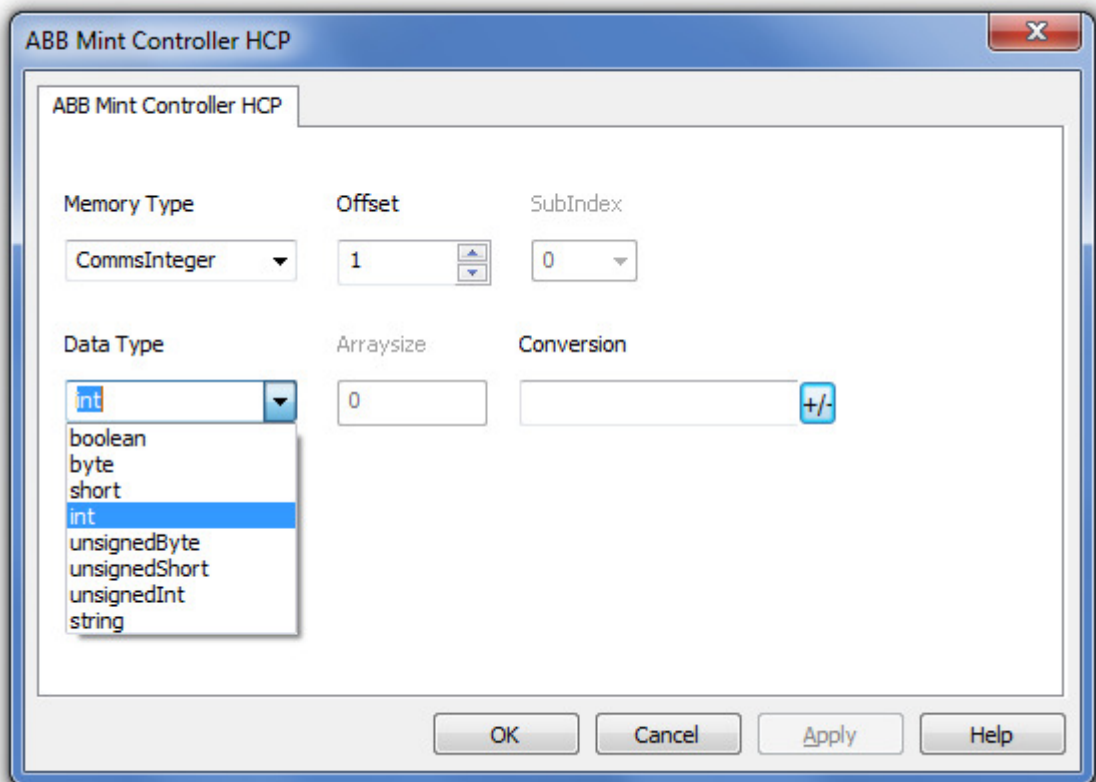 ABB Mint Controller HCP
ABB Mint Controller HCP
Memory Type Offset SubIndex
CommsInteger 1 0
Data Type Arraysize Conversion
int 0 +/-
boolean
byte
short
int
unsignedByte
unsignedShort
unsignedInt
string
OK Cancel Apply Help